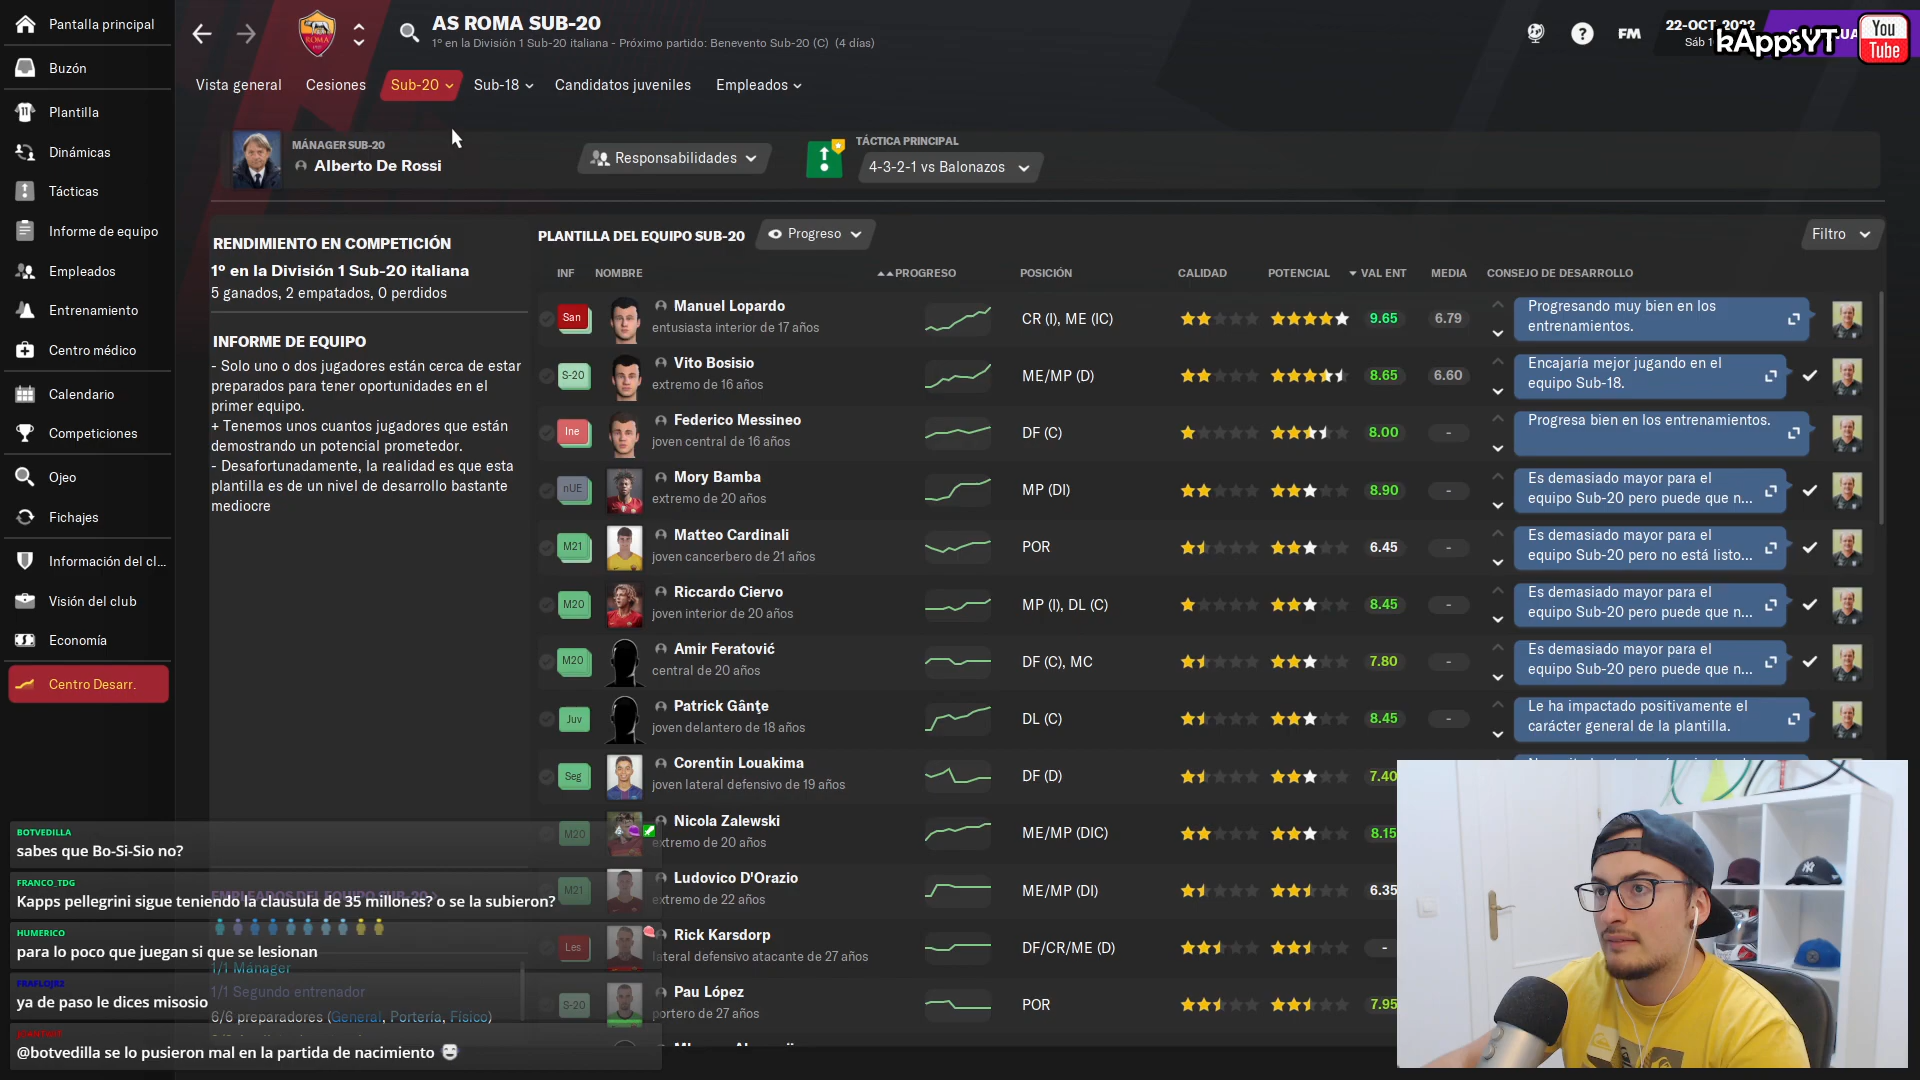 Pantalla principal
Buzón
Plantilla
Dinámicas
Tácticas
Informe de equipo
Empleados
Entrenamiento
Centro médico
Calendario
Competiciones
Ojeo
Fichajes
Información del cl...
Visión del club
Economía
Centro Desarr.
AS ROMA SUB-20
1º en la División 1 Sub-20 italiana - Próximo partido: Benevento Sub-20 (C) (4 días)
FM
22-OCT-2022
kAppsYT
You
Tube
Vista general
Cesiones
Sub-20
Sub-18
Candidatos juveniles
Empleados
MÁNAGER SUB-20
Alberto De Rossi
Responsabilidades
TÁCTICA PRINCIPAL
4-3-2-1 vs Balonazos
RENDIMIENTO EN COMPETICIÓN
1º en la División 1 Sub-20 italiana
5 ganados, 2 empatados, 0 perdidos
INFORME DE EQUIPO
- Solo uno o dos jugadores están cerca de estar
preparados para tener oportunidades en el
primer equipo.
+ Tenemos unos cuantos jugadores que están
demostrando un potencial prometedor.
- Desafortunadamente, la realidad es que esta
plantilla es de un nivel de desarrollo bastante
mediocre
PLANTILLA DEL EQUIPO SUB-20
Progreso
Filtro
INF NOMBRE PROGRESO POSICIÓN CALIDAD POTENCIAL VAL ENT MEDIA CONSEJO DE DESARROLLO
San Manuel Lopardo
entusiasta interior de 17 años
CR (I), ME (IC) 9.65 6.79
Progresando muy bien en los
entrenamientos.
S-20 Vito Bosisio
extremo de 16 años
ME/MP (D) 8.65 6.60
Encajaría mejor jugando en el
equipo Sub-18.
Ine Federico Messineo
joven central de 16 años
DF (C) 8.00 -
Progresa bien en los entrenamientos.
nUE Mory Bamba
extremo de 20 años
MP (DI) 8.90 -
Es demasiado mayor para el
equipo Sub-20 pero puede que n...
M21 Matteo Cardinali
joven cancerbero de 21 años
POR 6.45 -
Es demasiado mayor para el
equipo Sub-20 pero no está listo...
M20 Riccardo Ciervo
joven interior de 20 años
MP (I), DL (C) 8.45 -
Es demasiado mayor para el
equipo Sub-20 pero puede que n...
M20 Amir Feratović
central de 20 años
DF (C), MC 7.80 -
Es demasiado mayor para el
equipo Sub-20 pero puede que n...
Juv Patrick Gânţe
joven delantero de 18 años
DL (C) 8.45 -
Le ha impactado positivamente el
carácter general de la plantilla.
Seg Corentin Louakima
joven lateral defensivo de 19 años
DF (D) 7.40
M20 Nicola Zalewski
extremo de 20 años
ME/MP (DIC) 8.15
M21 Ludovico D'Orazio
extremo de 22 años
ME/MP (DI) 6.35
Les Rick Karsdorp
lateral defensivo atacante de 27 años
DF/CR/ME (D) -
S-20 Pau López
portero de 27 años
POR 7.95
BOTVEDILLA
sabes que Bo-Si-Sio no?
FRANCO_TDG
EMPLEADOS DEL EQUIPO SUB-20
Kapps pellegrini sigue teniendo la clausula de 35 millones? o se la subieron?
HUMERICO
para lo poco que juegan si que se lesionan
1/1 Mánager
FRAFLOJR2
1/1 Segundo entrenador
ya de paso le dices misosio
6/6 preparadores (General, Portería, Físico)
@botvedilla se lo pusieron mal en la partida de nacimiento